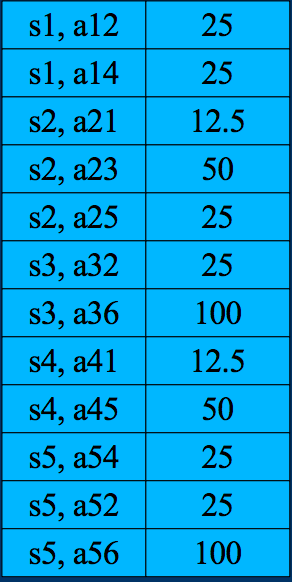 s1, a12 25
s1, a14 25
s2, a21 12.5
s2, a23 50
s2, a25 25
s3, a32 25
s3, a36 100
s4, a41 12.5
s4, a45 50
s5, a54 25
s5, a52 25
s5, a56 100